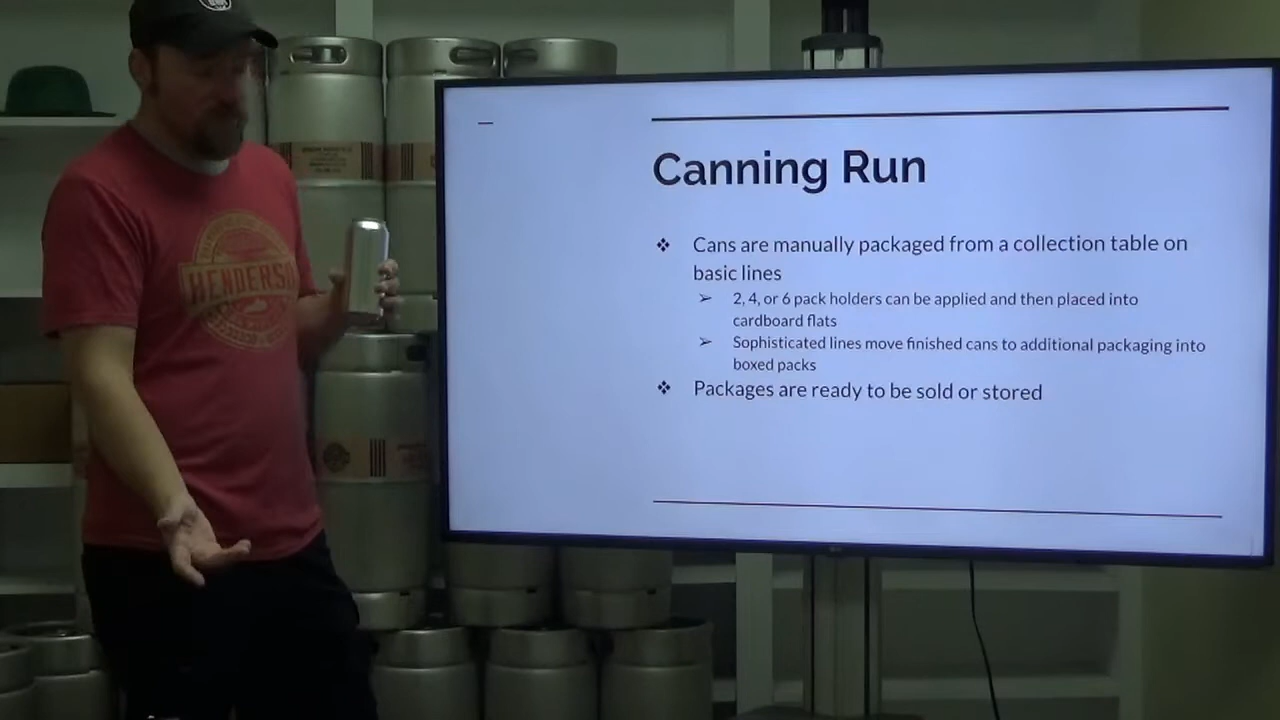 HENDERSO
Canning Run
❖ Cans are manually packaged from a collection table on
basic lines
➢ 2, 4, or 6 pack holders can be applied and then placed into
cardboard flats
➢ Sophisticated lines move finished cans to additional packaging into
boxed packs
❖ Packages are ready to be sold or stored